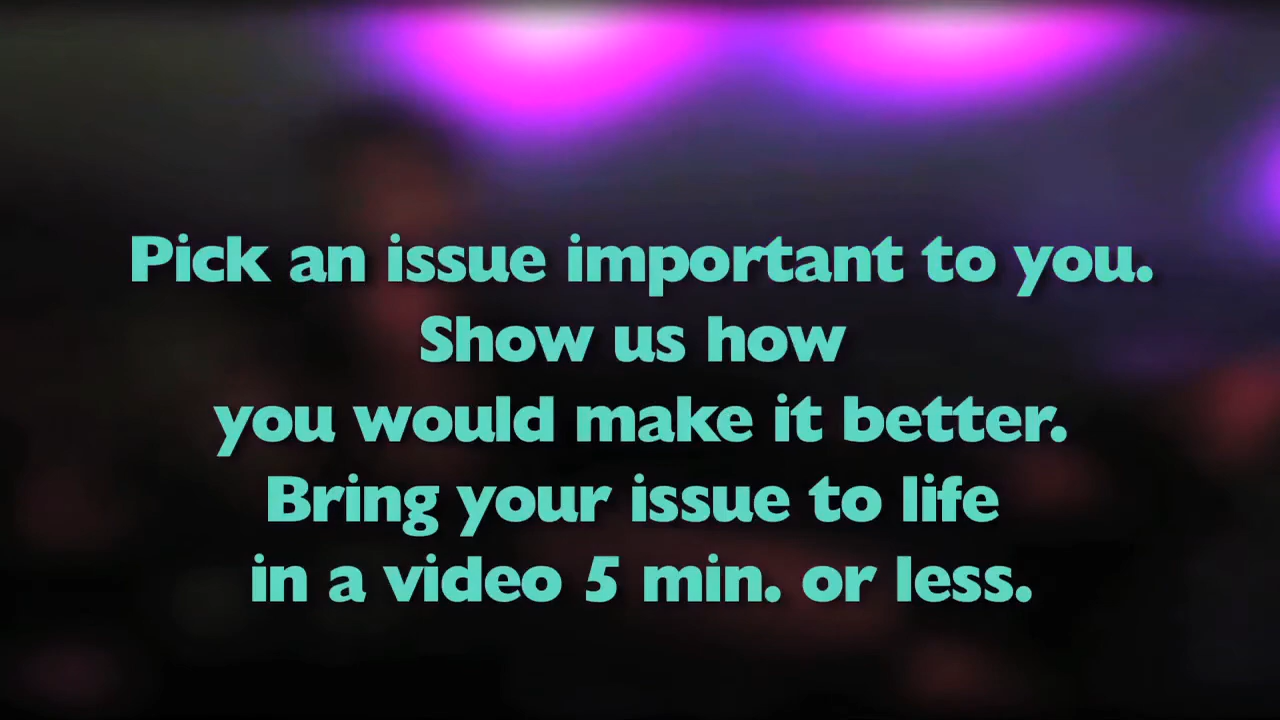 Pick an issue important to you.
Show us how
you would make it better.
Bring your issue to life
in a video 5 min. or less.